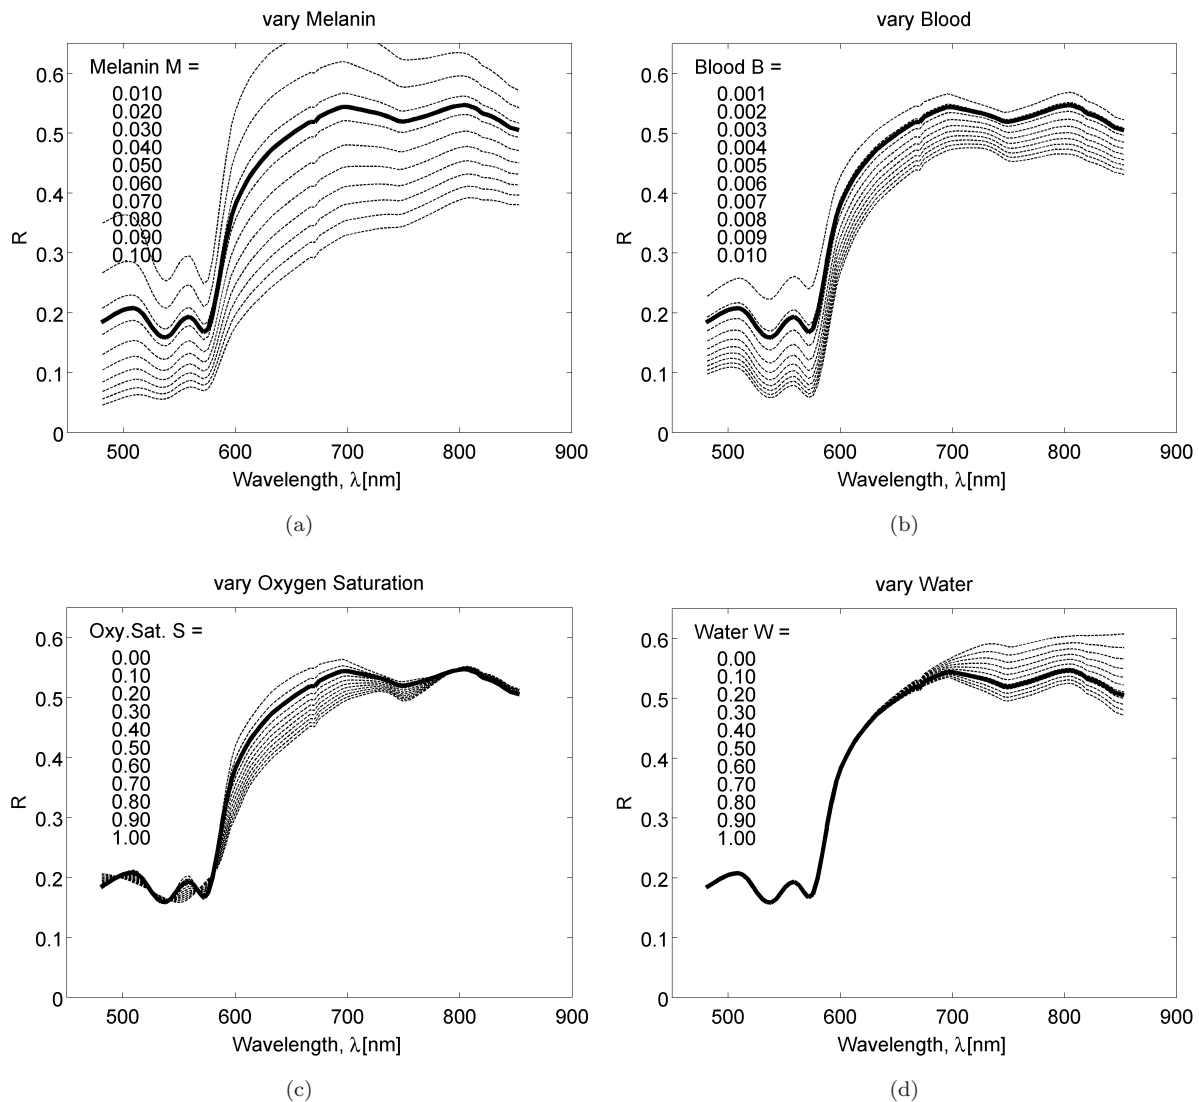 vary Melanin
Melanin M =
0.010
0.020
0.030
0.040
0.050
0.060
0.070
0.080
0.090
0.100
0.6
0.5
0.4
0.3
0.2
0.1
0
R
500 600 700 800 900
Wavelength, λ[nm]
(a)
vary Blood
Blood B =
0.001
0.002
0.003
0.004
0.005
0.006
0.007
0.008
0.009
0.010
0.6
0.5
0.4
0.3
0.2
0.1
0
R
500 600 700 800 900
Wavelength, λ[nm]
(b)
vary Oxygen Saturation
Oxy.Sat. S =
0.00
0.10
0.20
0.30
0.40
0.50
0.60
0.70
0.80
0.90
1.00
0.6
0.5
0.4
0.3
0.2
0.1
0
R
500 600 700 800 900
Wavelength, λ[nm]
(c)
vary Water
Water W =
0.00
0.10
0.20
0.30
0.40
0.50
0.60
0.70
0.80
0.90
1.00
0.6
0.5
0.4
0.3
0.2
0.1
0
R
500 600 700 800 900
Wavelength, λ[nm]
(d)